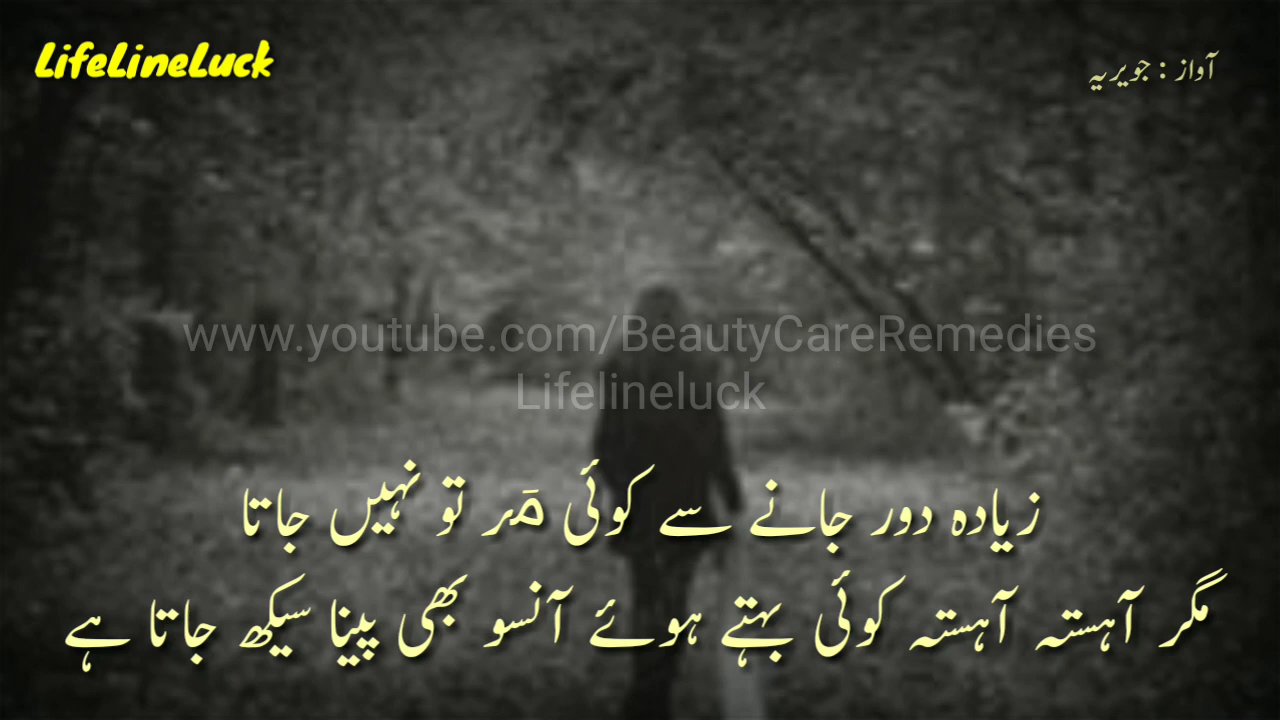 LifeLineLuck
آواز : جویریہ
www.youtube.com/BeautyCareRemedies
Lifelineluck
زیادہ دور جانے سے کوئی مَر تو نہیں جاتا
مگر آہستہ آہستہ کوئی بہتے ہوئے آنسو بھی پینا سیکھ جاتا ہے